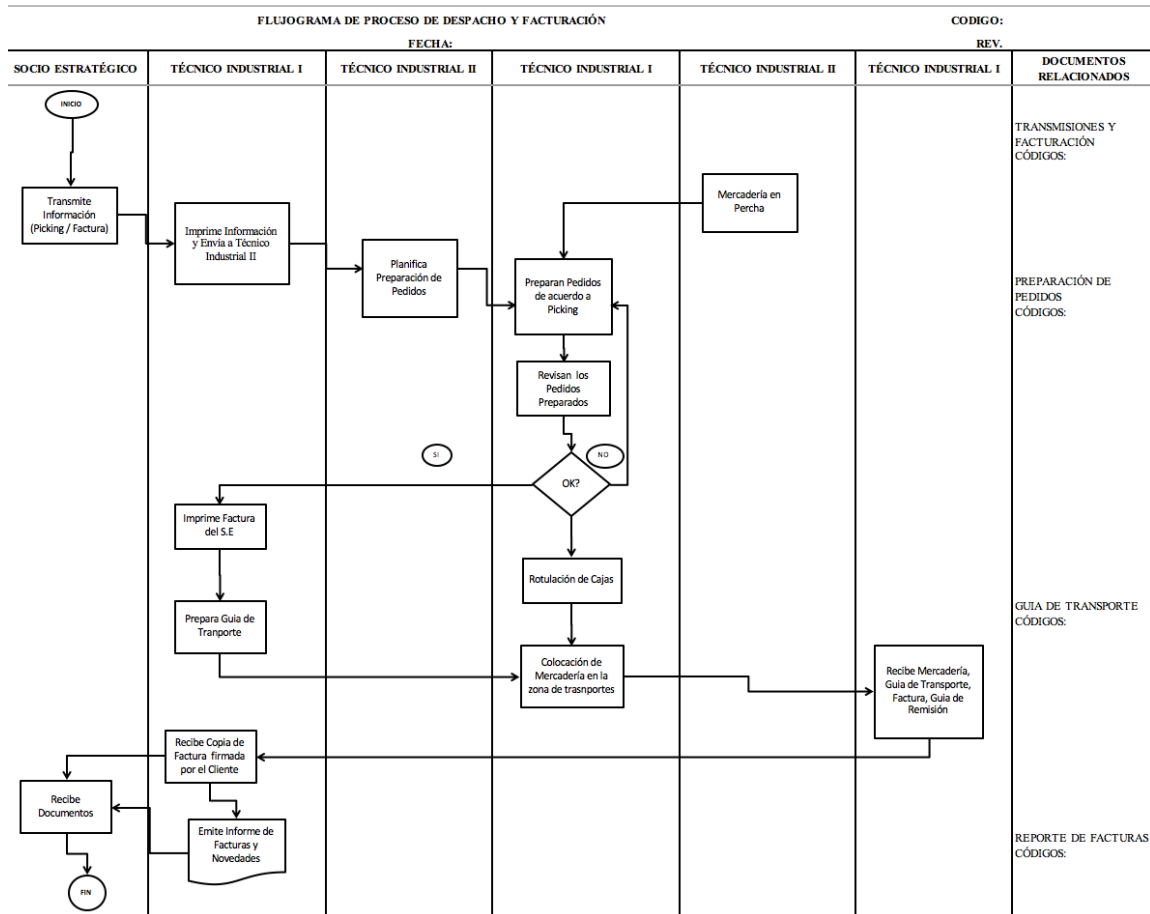 FLUJOGRAMA DE PROCESO DE DESPACHO Y FACTURACIÓN
CODIGO:
FECHA:
REV.
SOCIO ESTRATÉGICO
TÉCNICO INDUSTRIAL I
TÉCNICO INDUSTRIAL II
TÉCNICO INDUSTRIAL I
TÉCNICO INDUSTRIAL II
TÉCNICO INDUSTRIAL I
DOCUMENTOS
RELACIONADOS
INICIO
TRANSMISIONES Y
FACTURACIÓN
CÓDIGOS:
Transmite
Información
(Picking / Factura)
Imprime Información
y Envía a Técnico
Industrial II
Planifica
Preparación de
Pedidos
Preparan Pedidos
de acuerdo a
Picking
Mercadería en
Percha
PREPARACIÓN DE
PEDIDOS
CÓDIGOS:
Revisan los
Pedidos
Preparados
SI
NO
OK?
Imprime Factura
del S.E
Rotulación de Cajas
Prepara Guia de
Tranporte
GUIA DE TRANSPORTE
CÓDIGOS:
Colocación de
Mercadería en la
zona de trasnportes
Recibe Mercadería,
Guia de Transporte,
Factura, Guia de
Remisión
Recibe Copia de
Factura firmada
por el Cliente
Recibe
Documentos
Emite Informe de
Facturas y
Novedades
REPORTE DE FACTURAS
CÓDIGOS:
FIN